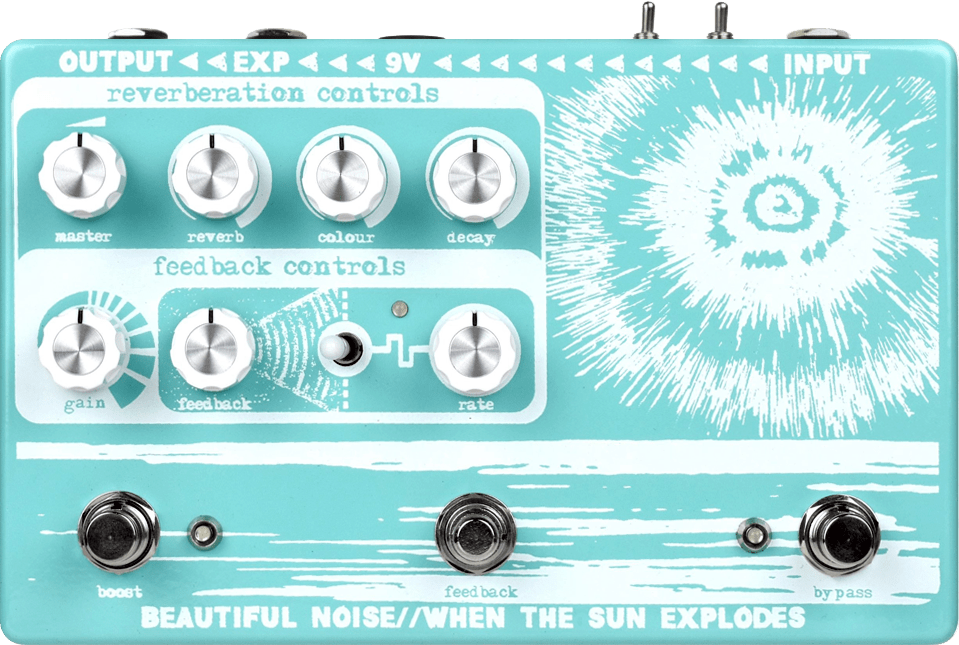 OUTPUT EXP 9V INPUT
reverberation controls
master reverb colour decay
feedback controls
gain feedback rate
boost feedback bypass
BEAUTIFUL NOISE//WHEN THE SUN EXPLODES